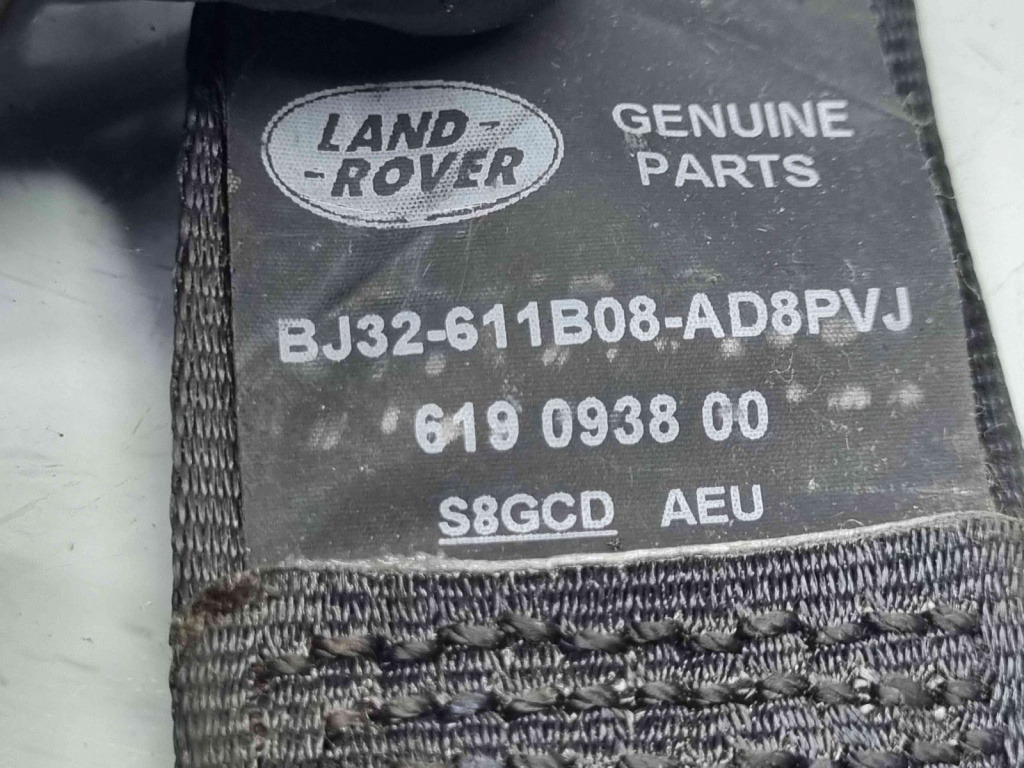 LAND-
-ROVER
GENUINE
PARTS
BJ32-611B08-AD8PVJ
619 0938 00
S8GCD AEU